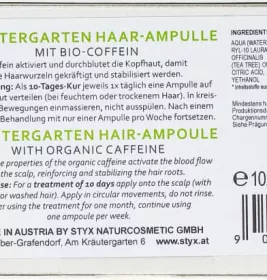 TERGARTEN HAAR-AMPULLE
MIT BIO-COFFEIN
fein aktiviert und durchblutet die Kopfhaut, damit
e Haarwurzeln gekräftigt und stabilisiert werden.
ng: Als 10-Tages-Kur jeweils 1x täglich eine Ampulle auf
ut verteilen (bei feuchtem oder trockenem Haar). In kreis-
Bewegungen einmassieren, nicht ausspülen. Nach einem
Behandlung mit nur einer Ampulle pro Woche fortsetzen.
TERGARTEN HAIR-AMPOULE
WITH ORGANIC CAFFEINE
e properties of the organic caffeine activate the blood flow
the scalp, reinforcing and stabilizing the hair roots.
se: For a treatment of 10 days apply onto the scalp (with
or washed hair). Apply in circular movements, do not rinse.
er using the treatment for one month, continue using
one ampoule per week.
E IN AUSTRIA BY STYX NATURCOSMETIC GMBH
ber-Grafendorf, Am Kräutergarten 6 www.styx.at
INGREDIENTS
AQUA (WATER
RYL-10 LAURA
OFFICINALIS
(TEA TREE) O
CITRIC ACID,
YETHANOL
* Inhaltsstoffe au
Mindestens h
Produktionsd
Chargennum
Siehe Prägun
e 10
9 0